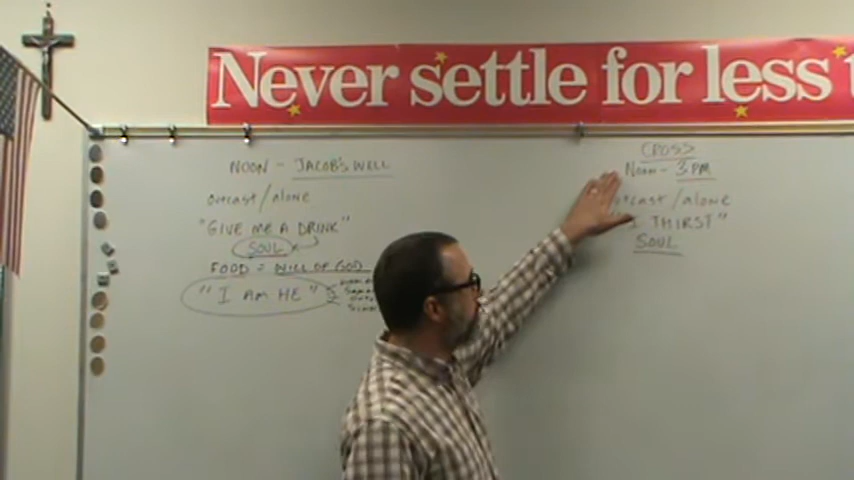 Never settle for less
NOON - JACOB'S WELL
outcast/alone
"GIVE ME A DRINK"
SOUL
FOOD = WILL OF GOD
"I AM HE"
CROSS
NOON - 3 PM
/alone
I THIRST"
SOUL